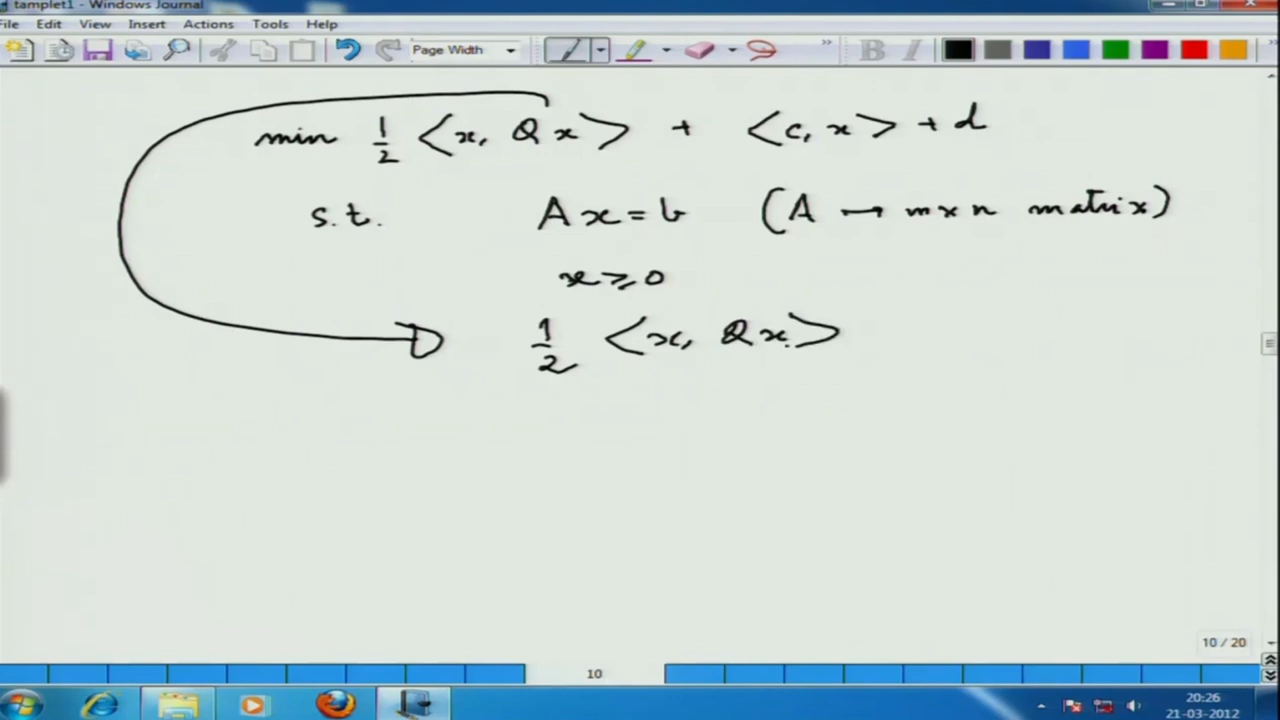 tamplet1 - Windows Journal
File Edit View Insert Actions Tools Help
Page Width
B I
min 1/2 <x, Qx> + <c, x> + d
s.t. Ax = b (A → m×n matrix)
x ≥ 0
1/2 <x, Qx>
10 / 20
10
20:26
21-03-2012